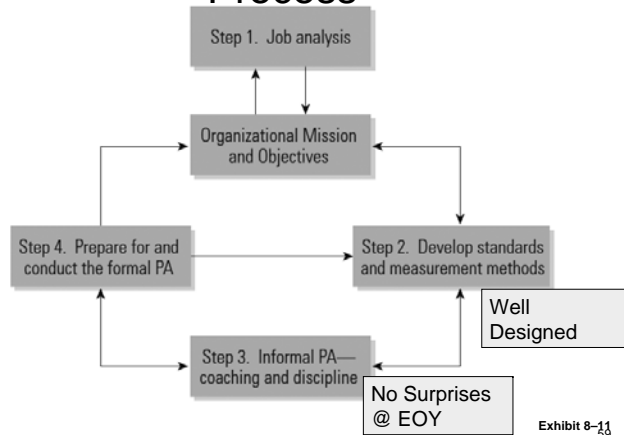 Process
Step 1. Job analysis
Organizational Mission
and Objectives
Step 4. Prepare for and
conduct the formal PA
Step 2. Develop standards
and measurement methods
Well
Designed
Step 3. Informal PA—
coaching and discipline
No Surprises
@ EOY
Exhibit 8–11